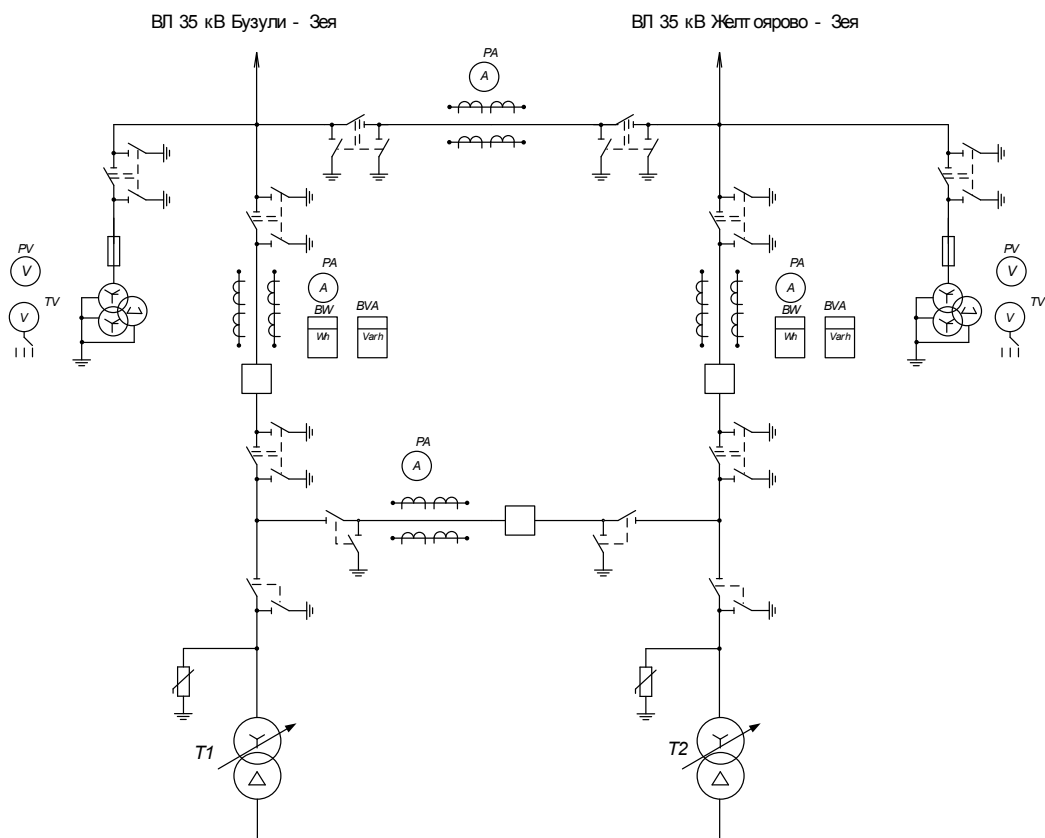 ВЛ 35 кВ Бузули - Зея
ВЛ 35 кВ Желтоярово - Зея
PA
A
PV
V
TV
V
PA
A
BW
BVA
Wh
Varh
PA
A
BW
BVA
Wh
Varh
PV
V
TV
V
PA
A
T1
T2